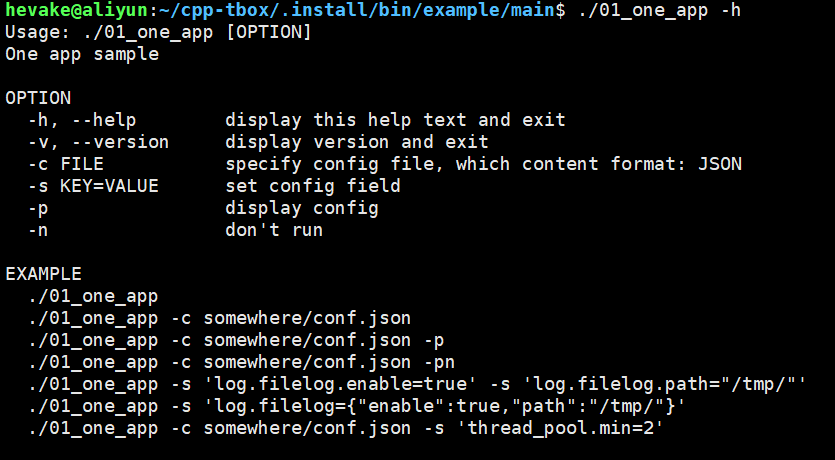 hevake@aliyun:~/cpp-tbox/.install/bin/example/main$ ./01_one_app -h
Usage: ./01_one_app [OPTION]
One app sample

OPTION
  -h, --help        display this help text and exit
  -v, --version     display version and exit
  -c FILE           specify config file, which content format: JSON
  -s KEY=VALUE      set config field
  -p                display config
  -n                don't run

EXAMPLE
  ./01_one_app
  ./01_one_app -c somewhere/conf.json
  ./01_one_app -c somewhere/conf.json -p
  ./01_one_app -c somewhere/conf.json -pn
  ./01_one_app -s 'log.filelog.enable=true' -s 'log.filelog.path="/tmp/"'
  ./01_one_app -s 'log.filelog={"enable":true,"path":"/tmp/"}'
  ./01_one_app -c somewhere/conf.json -s 'thread_pool.min=2'